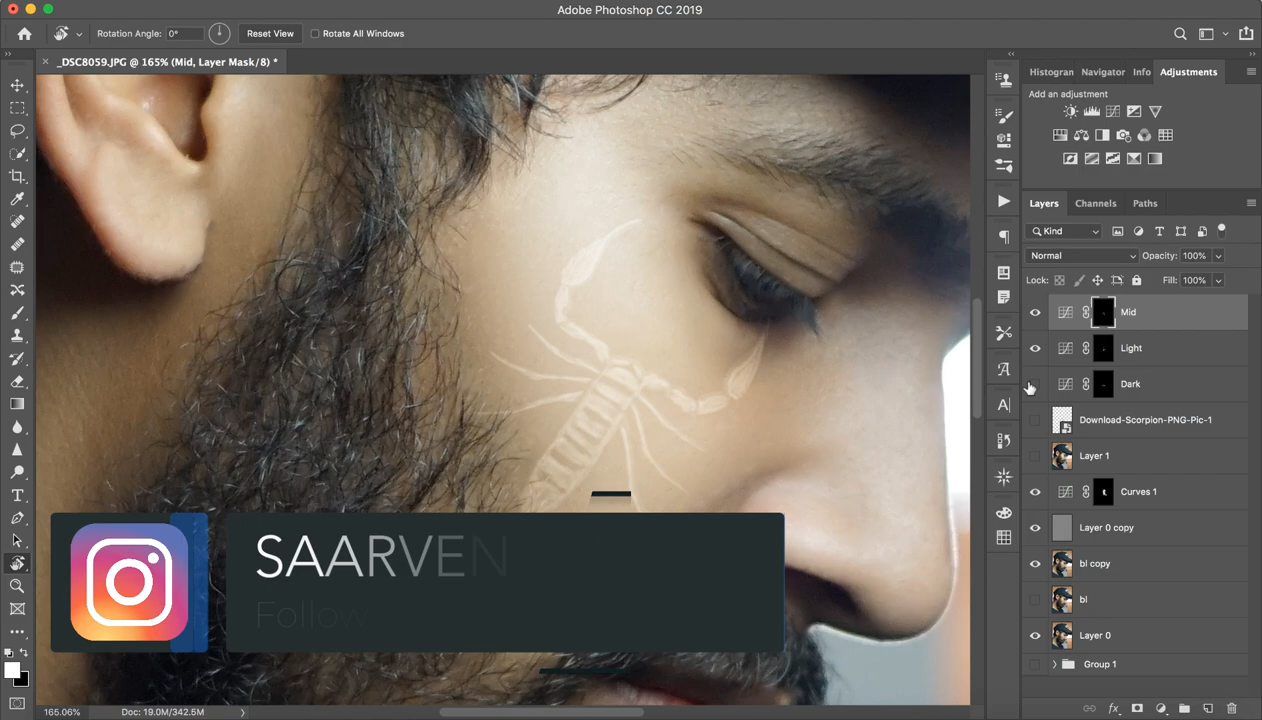 Adobe Photoshop CC 2019
Rotation Angle: 0° Reset View Rotate All Windows
_DSC8059.JPG @ 165% (Mid, Layer Mask/8) *
Histogran Navigator Info Adjustments
Add an adjustment
Layers Channels Paths
Kind
Normal Opacity: 100%
Lock: Fill: 100%
Mid
Light
Dark
Download-Scorpion-PNG-Pic-1
Layer 1
Curves 1
Layer 0 copy
bl copy
bl
Layer 0
Group 1
SAARVEN
Follow
165.06% Doc: 19.0M/342.5M